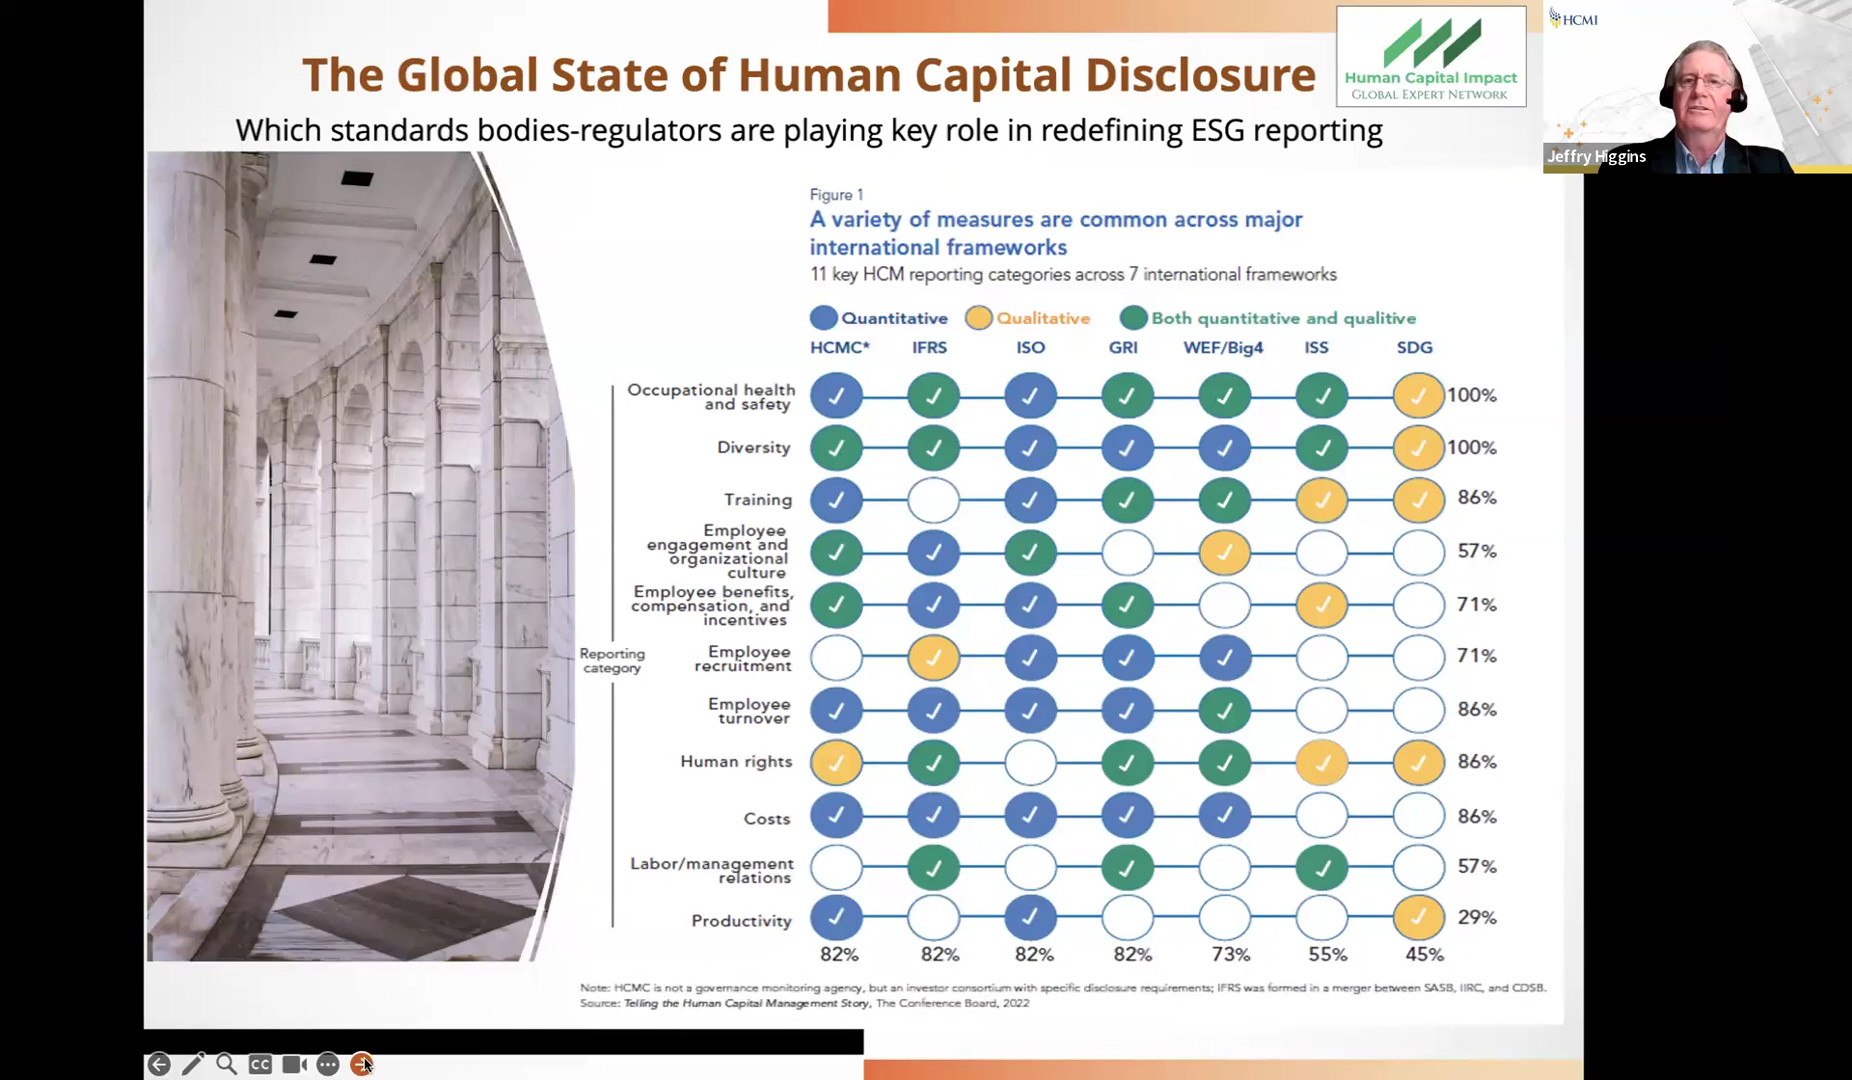 The Global State of Human Capital Disclosure
Which standards bodies-regulators are playing key role in redefining ESG reporting
Human Capital Impact
GLOBAL EXPERT NETWORK
HCMI
Jeffry Higgins
Figure 1
A variety of measures are common across major
international frameworks
11 key HCM reporting categories across 7 international frameworks
Quantitative Qualitative Both quantitative and qualitive
HCMC* IFRS ISO GRI WEF/Big4 ISS SDG
Occupational health
and safety
100%
Diversity 100%
Training 86%
Employee
engagement and
organizational
culture
57%
Employee benefits,
compensation, and
incentives
71%
Reporting
category
Employee
recruitment
71%
Employee
turnover
86%
Human rights 86%
Costs 86%
Labor/management
relations
57%
Productivity 29%
82% 82% 82% 82% 73% 55% 45%
Note: HCMC is not a governance monitoring agency, but an investor consortium with specific disclosure requirements; IFRS was formed in a merger between SASB, IIRC, and CDSB.
Source: Telling the Human Capital Management Story, The Conference Board, 2022
CC